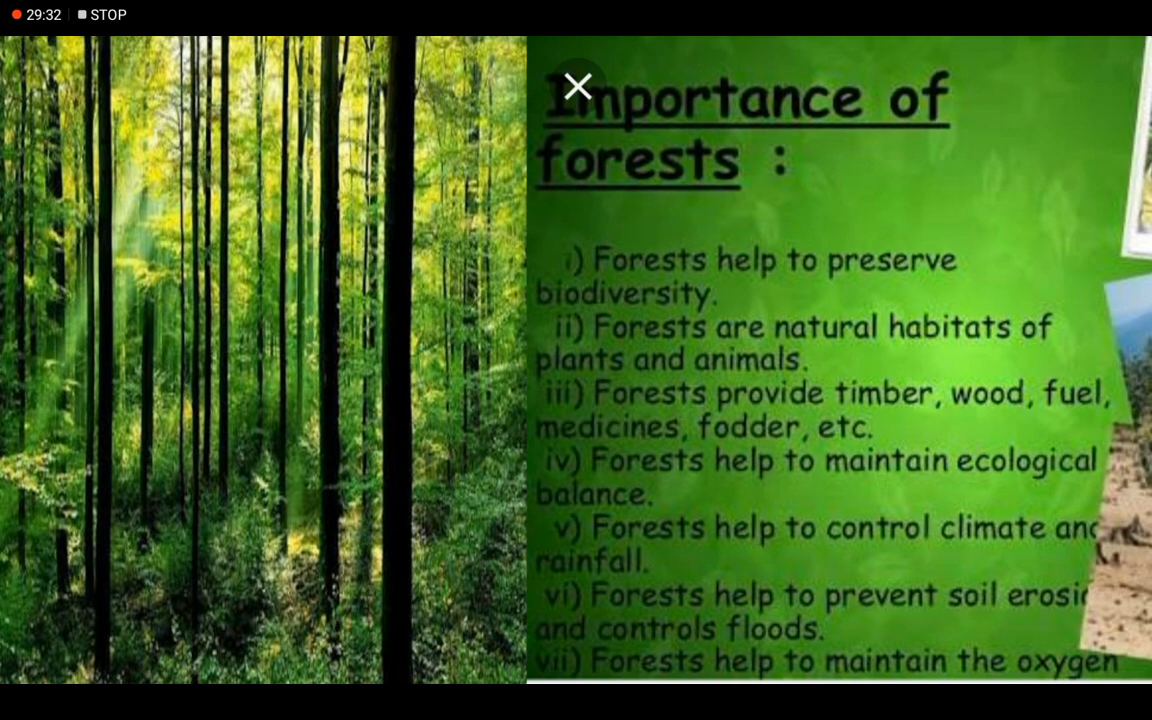 29:32 STOP
Importance of
forests :
i) Forests help to preserve
biodiversity.
ii) Forests are natural habitats of
plants and animals.
iii) Forests provide timber, wood, fuel,
medicines, fodder, etc.
iv) Forests help to maintain ecological
balance.
v) Forests help to control climate and
rainfall.
vi) Forests help to prevent soil erosio
and controls floods.
vii) Forests help to maintain the oxygen